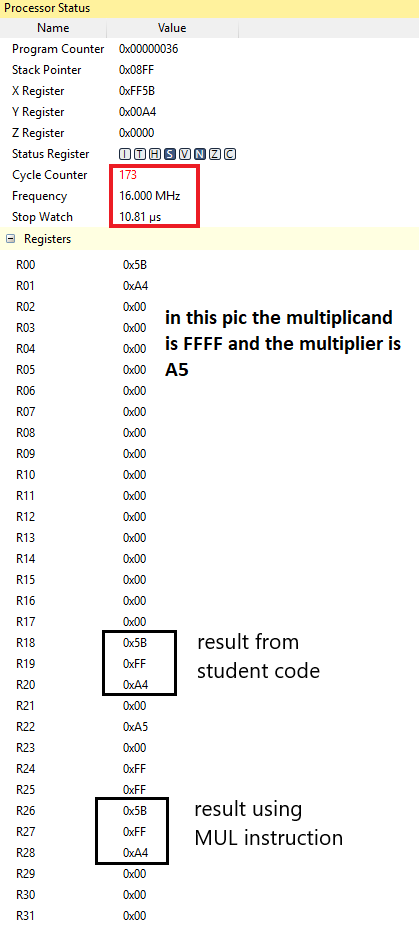 Processor Status
Name Value
Program Counter 0x00000036
Stack Pointer 0x08FF
X Register 0xFF5B
Y Register 0x00A4
Z Register 0x0000
Status Register I T H S V N Z C
Cycle Counter 173
Frequency 16.000 MHz
Stop Watch 10.81 µs
Registers
R00 0x5B
R01 0xA4
R02 0x00
R03 0x00
R04 0x00
R05 0x00
R06 0x00
R07 0x00
R08 0x00
R09 0x00
R10 0x00
R11 0x00
R12 0x00
R13 0x00
R14 0x00
R15 0x00
R16 0x00
R17 0x00
R18 0x5B
R19 0xFF
R20 0xA4
R21 0x00
R22 0xA5
R23 0x00
R24 0xFF
R25 0xFF
R26 0x5B
R27 0xFF
R28 0xA4
R29 0x00
R30 0x00
R31 0x00
in this pic the multiplicand
is FFFF and the multiplier is
A5
result from
student code
result using
MUL instruction